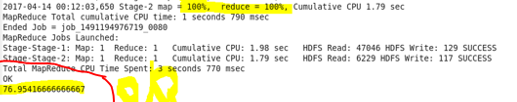 2017-04-14 00:12:03,650 Stage-2 map = 100%, reduce = 100%, Cumulative CPU 1.79 sec
MapReduce Total cumulative CPU time: 1 seconds 790 msec
Ended Job = job_1491194976719_0080
MapReduce Jobs Launched:
Stage-Stage-1: Map: 1 Reduce: 1 Cumulative CPU: 1.98 sec HDFS Read: 47046 HDFS Write: 129 SUCCESS
Stage-Stage-2: Map: 1 Reduce: 1 Cumulative CPU: 1.79 sec HDFS Read: 6229 HDFS Write: 117 SUCCESS
Total MapReduce CPU Time Spent: 3 seconds 770 msec
OK
76.95416666666667